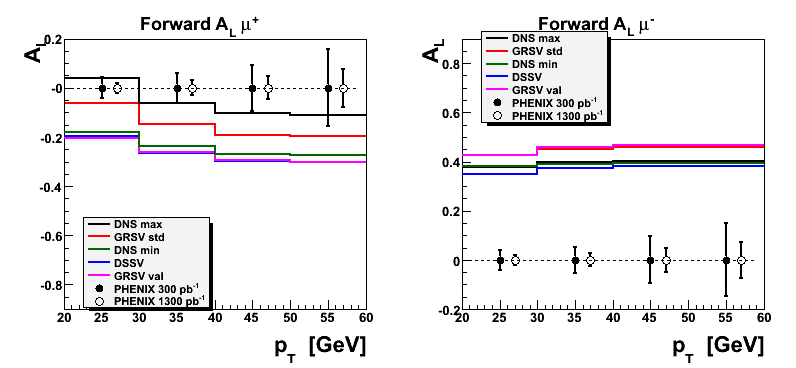 Forward A_L μ⁺
A_L
0.2
-0
-0.2
-0.4
-0.6
-0.8
DNS max
GRSV std
DNS min
DSSV
GRSV val
PHENIX 300 pb⁻¹
PHENIX 1300 pb⁻¹
20 25 30 35 40 45 50 55 60
p_T [GeV]
Forward A_L μ⁻
A_L
0.8
0.6
0.4
0.2
0
-0.2
DNS max
GRSV std
DNS min
DSSV
GRSV val
PHENIX 300 pb⁻¹
PHENIX 1300 pb⁻¹
20 25 30 35 40 45 50 55 60
p_T [GeV]